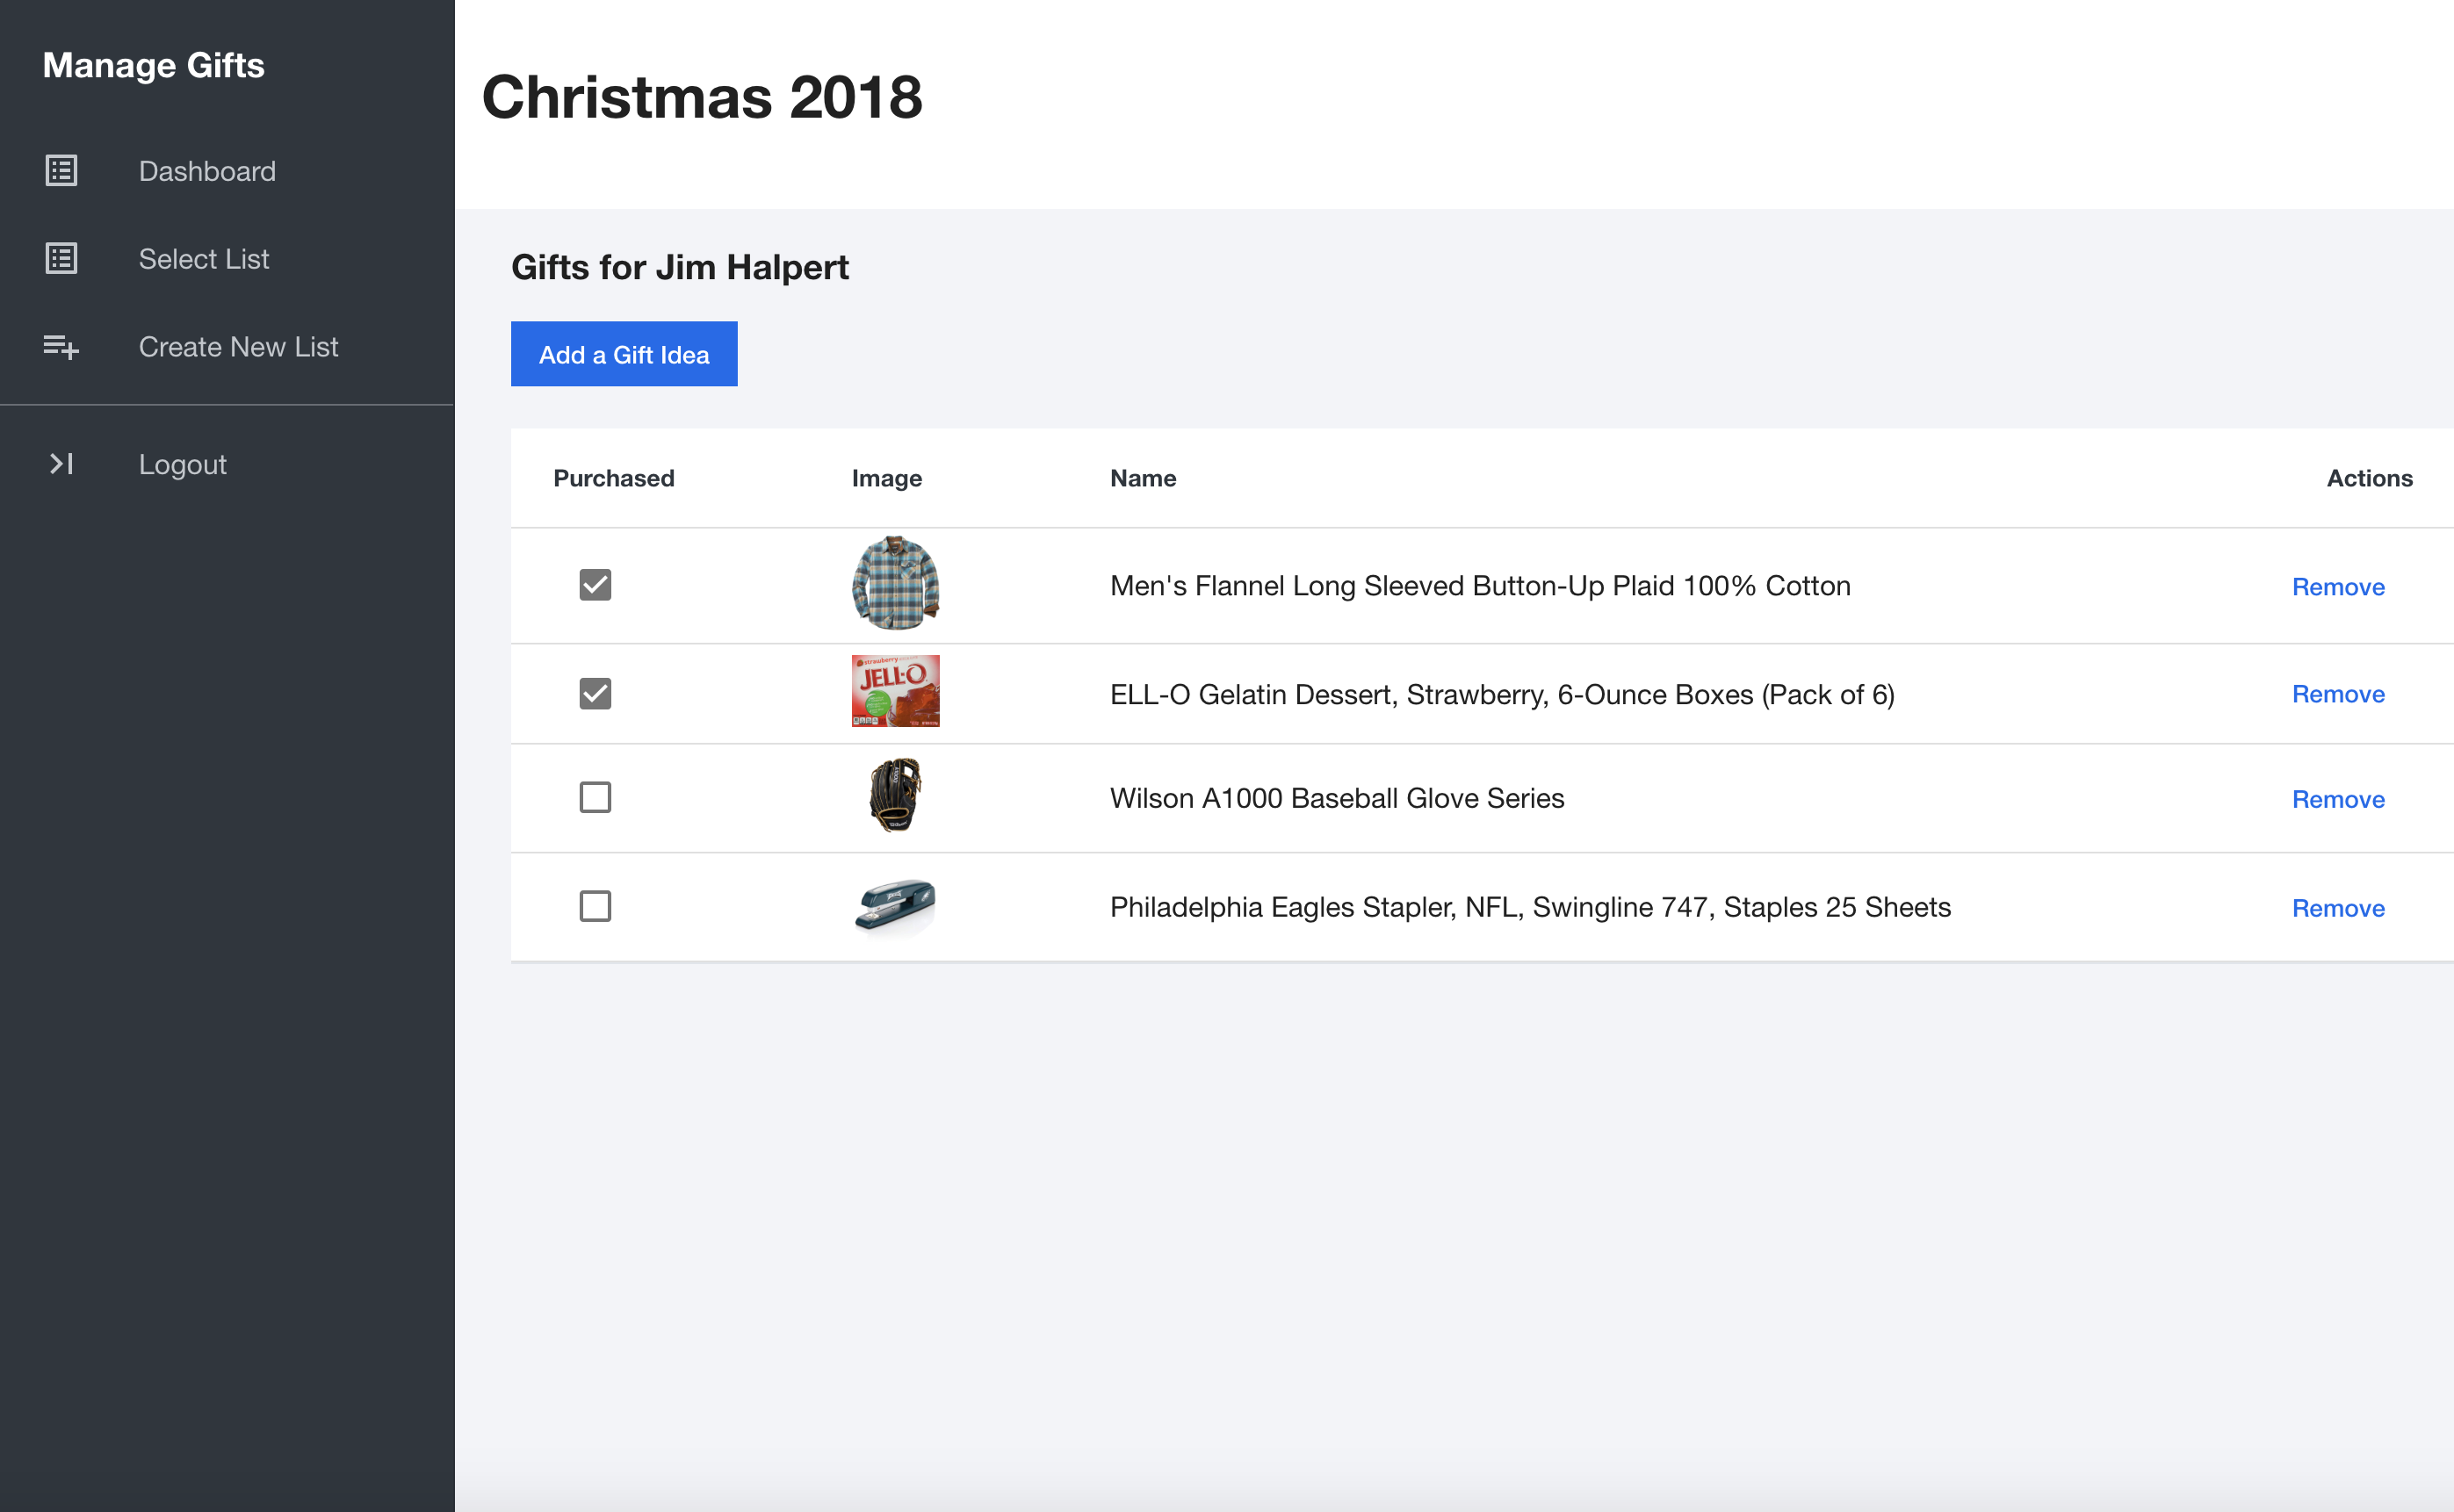 Manage Gifts
Dashboard
Select List
Create New List
Logout
Christmas 2018
Gifts for Jim Halpert
Add a Gift Idea
Purchased Image Name Actions
Men's Flannel Long Sleeved Button-Up Plaid 100% Cotton Remove
strawberry
JELL-O
ELL-O Gelatin Dessert, Strawberry, 6-Ounce Boxes (Pack of 6) Remove
Wilson A1000 Baseball Glove Series Remove
Philadelphia Eagles Stapler, NFL, Swingline 747, Staples 25 Sheets Remove